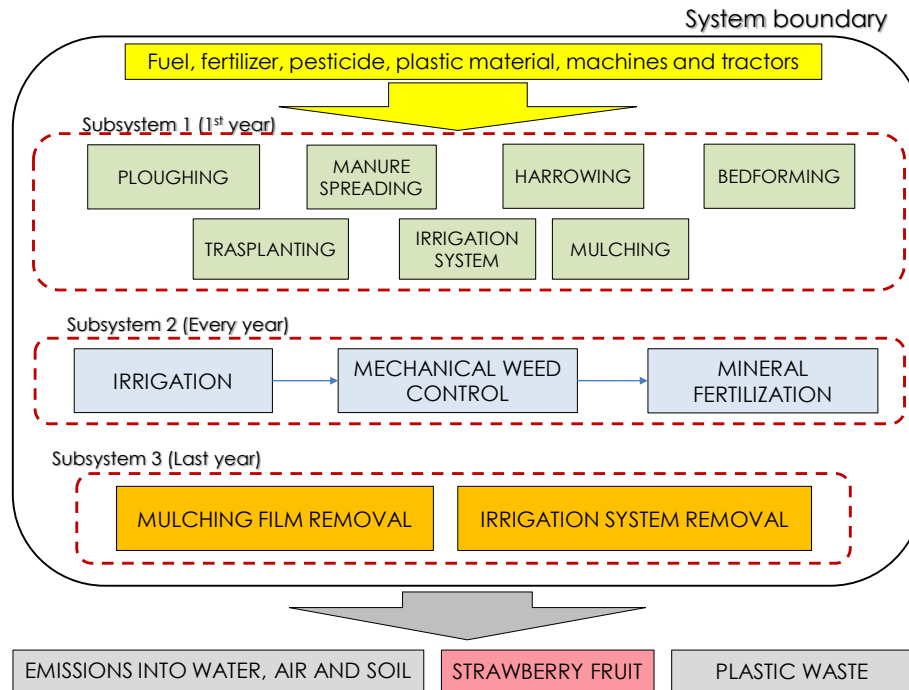 System boundary
Fuel, fertilizer, pesticide, plastic material, machines and tractors
Subsystem 1 (1st year)
PLOUGHING
MANURE
SPREADING
HARROWING
BEDFORMING
TRASPLANTING
IRRIGATION
SYSTEM
MULCHING
Subsystem 2 (Every year)
IRRIGATION
MECHANICAL WEED
CONTROL
MINERAL
FERTILIZATION
Subsystem 3 (Last year)
MULCHING FILM REMOVAL
IRRIGATION SYSTEM REMOVAL
EMISSIONS INTO WATER, AIR AND SOIL
STRAWBERRY FRUIT
PLASTIC WASTE